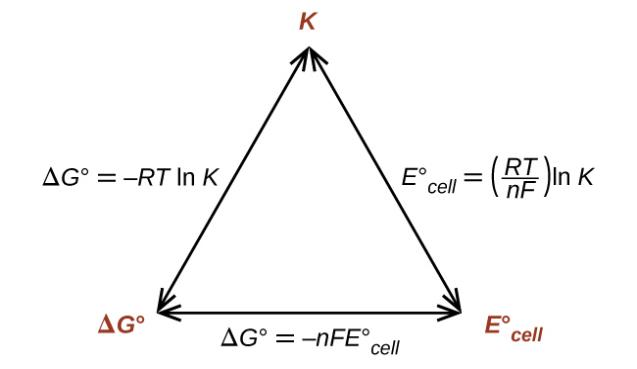 K
ΔG° = –RT ln K
E°cell = (RT/nF)ln K
ΔG°
ΔG° = –nFE°cell
E°cell